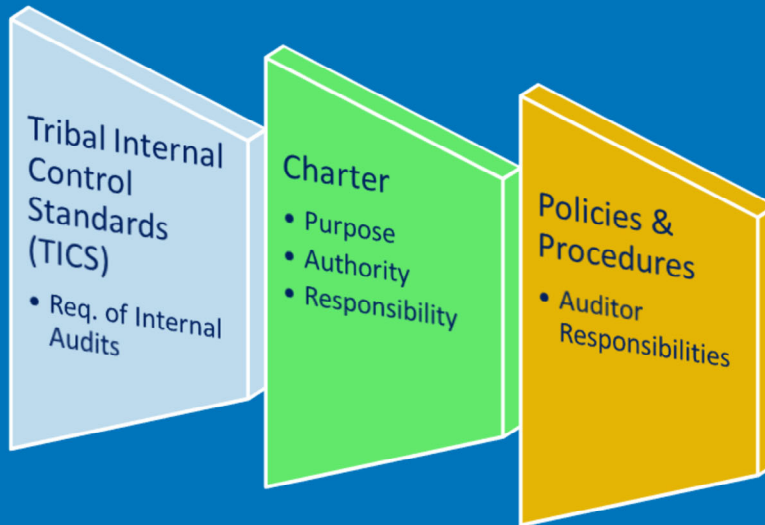 Tribal Internal
Control
Standards
(TICS)
• Req. of Internal
Audits
Charter
• Purpose
• Authority
• Responsibility
Policies &
Procedures
• Auditor
Responsibilities